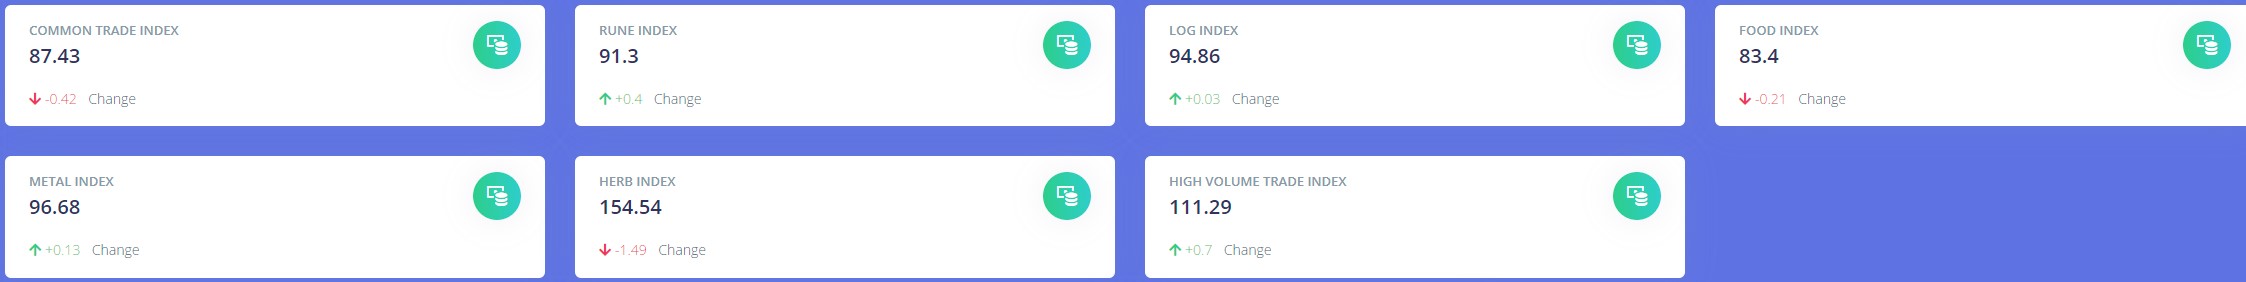 COMMON TRADE INDEX
87.43
-0.42 Change
RUNE INDEX
91.3
+0.4 Change
LOG INDEX
94.86
+0.03 Change
FOOD INDEX
83.4
-0.21 Change
METAL INDEX
96.68
+0.13 Change
HERB INDEX
154.54
-1.49 Change
HIGH VOLUME TRADE INDEX
111.29
+0.7 Change